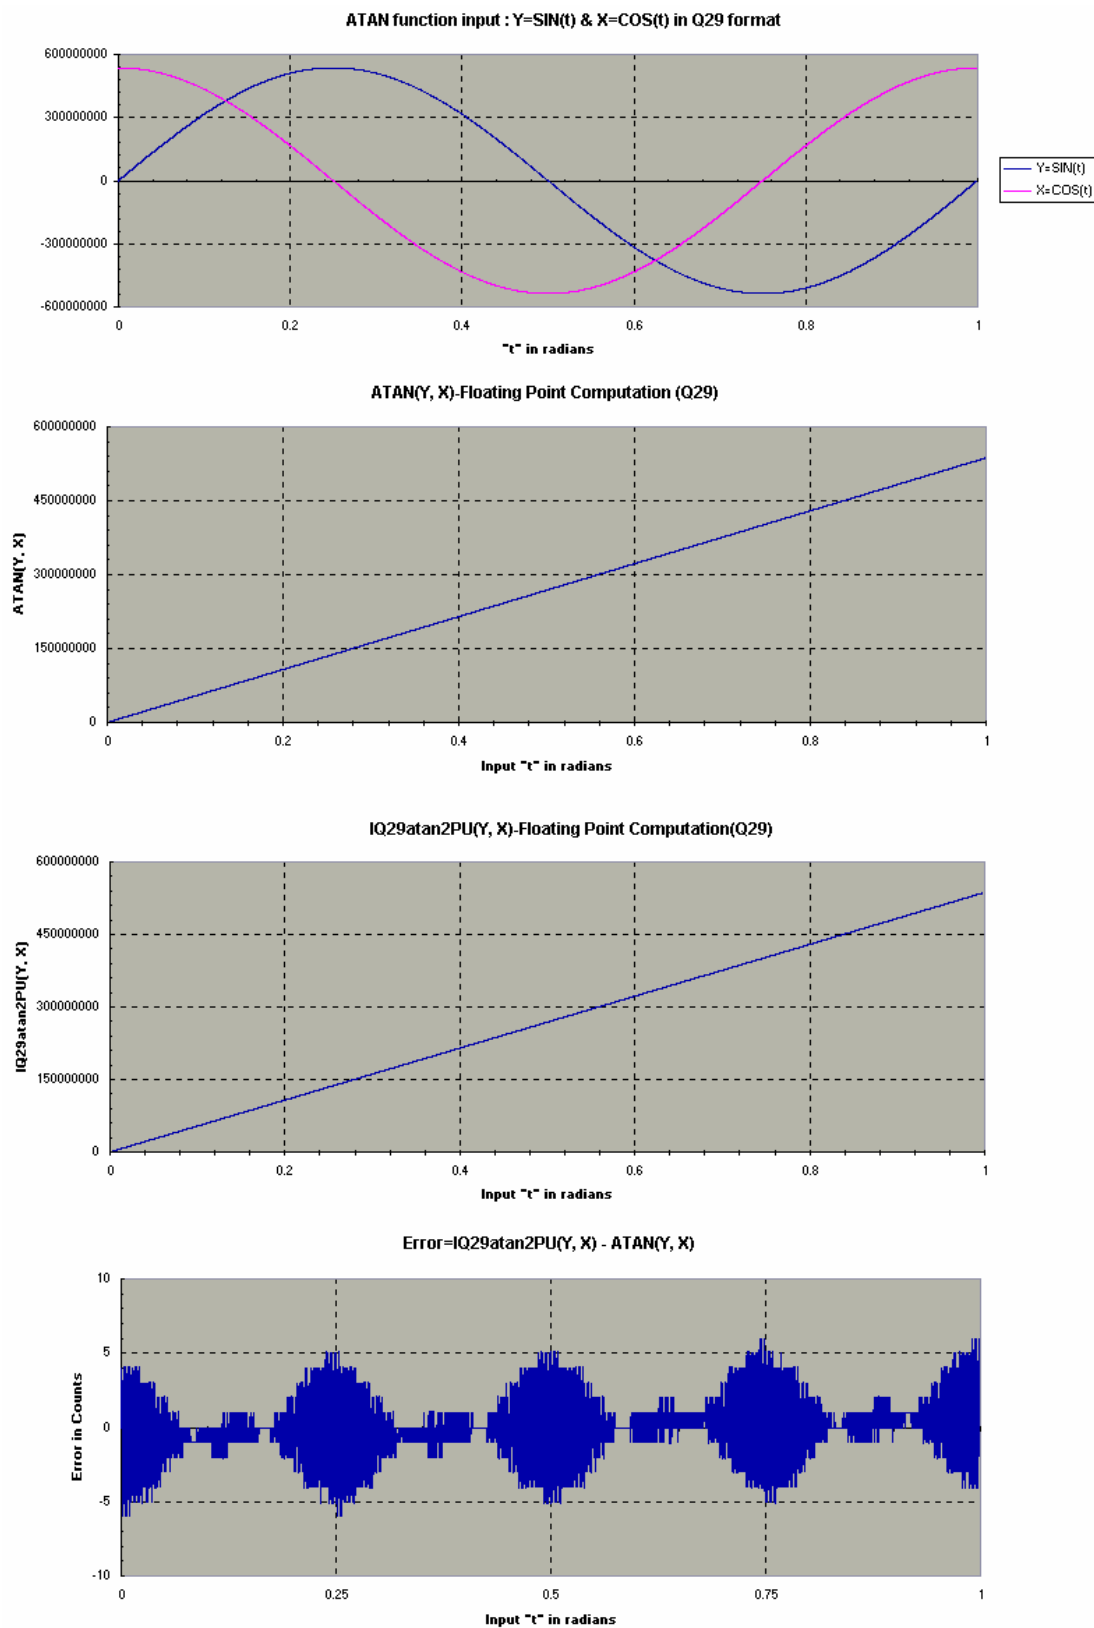 ATAN function input : Y=SIN(t) & X=COS(t) in Q29 format
600000000
300000000
0
-300000000
-600000000
0 0.2 0.4 0.6 0.8 1
"t" in radians
Y=SIN(t)
X=COS(t)
ATAN(Y, X)-Floating Point Computation (Q29)
600000000
450000000
300000000
150000000
0
ATAN(Y, X)
0 0.2 0.4 0.6 0.8 1
Input "t" in radians
IQ29atan2PU(Y, X)-Floating Point Computation(Q29)
600000000
450000000
300000000
150000000
0
IQ29atan2PU(Y, X)
0 0.2 0.4 0.6 0.8 1
Input "t" in radians
Error=IQ29atan2PU(Y, X) - ATAN(Y, X)
10
5
0
-5
-10
Error in Counts
0 0.25 0.5 0.75 1
Input "t" in radians